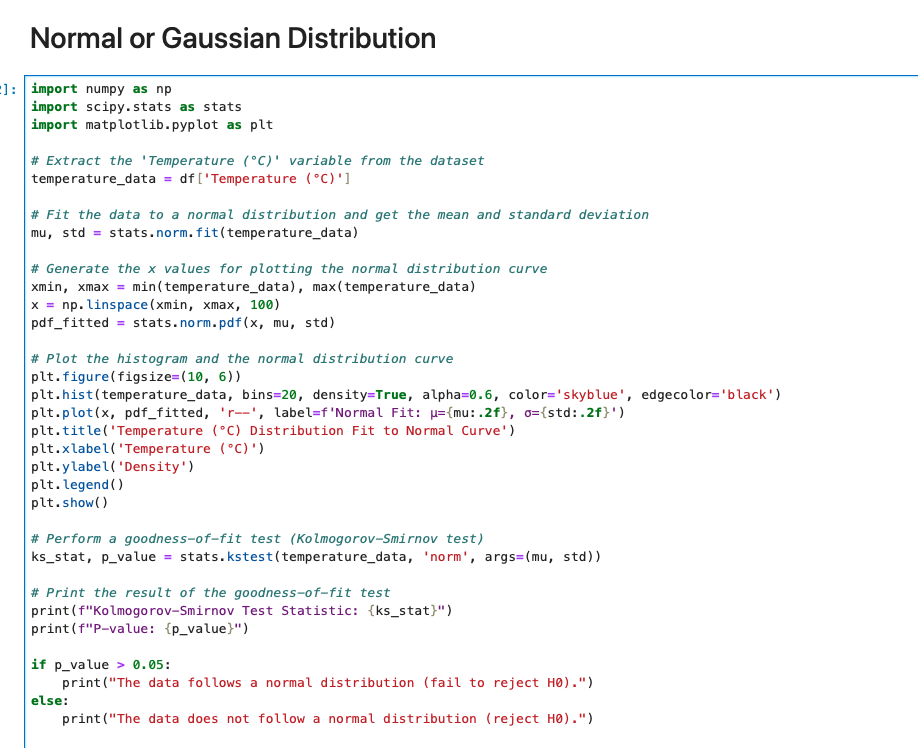 Normal or Gaussian Distribution
]:
import numpy as np
import scipy.stats as stats
import matplotlib.pyplot as plt
# Extract the 'Temperature (°C)' variable from the dataset
temperature_data = df['Temperature (°C)']
# Fit the data to a normal distribution and get the mean and standard deviation
mu, std = stats.norm.fit(temperature_data)
# Generate the x values for plotting the normal distribution curve
xmin, xmax = min(temperature_data), max(temperature_data)
x = np.linspace(xmin, xmax, 100)
pdf_fitted = stats.norm.pdf(x, mu, std)
# Plot the histogram and the normal distribution curve
plt.figure(figsize=(10, 6))
plt.hist(temperature_data, bins=20, density=True, alpha=0.6, color='skyblue', edgecolor='black')
plt.plot(x, pdf_fitted, 'r--', label=f'Normal Fit: μ={mu:.2f}, σ={std:.2f}')
plt.title('Temperature (°C) Distribution Fit to Normal Curve')
plt.xlabel('Temperature (°C)')
plt.ylabel('Density')
plt.legend()
plt.show()
# Perform a goodness-of-fit test (Kolmogorov-Smirnov test)
ks_stat, p_value = stats.kstest(temperature_data, 'norm', args=(mu, std))
# Print the result of the goodness-of-fit test
print(f"Kolmogorov-Smirnov Test Statistic: {ks_stat}")
print(f"P-value: {p_value}")
if p_value > 0.05:
    print("The data follows a normal distribution (fail to reject H0).")
else:
    print("The data does not follow a normal distribution (reject H0).")